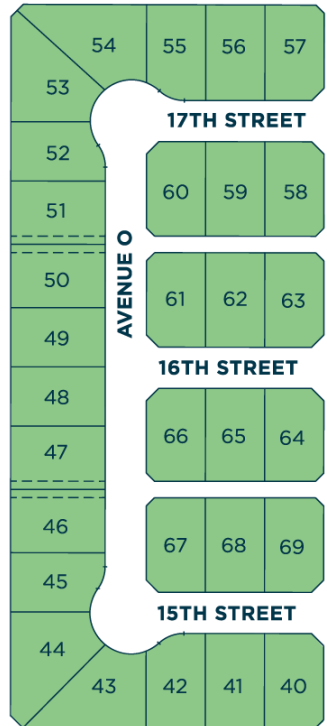 54 55 56 57
53
17TH STREET
52
51
60 59 58
AVENUE O
50
61 62 63
49
16TH STREET
48
47
66 65 64
46
67 68 69
45
15TH STREET
44
43 42 41 40